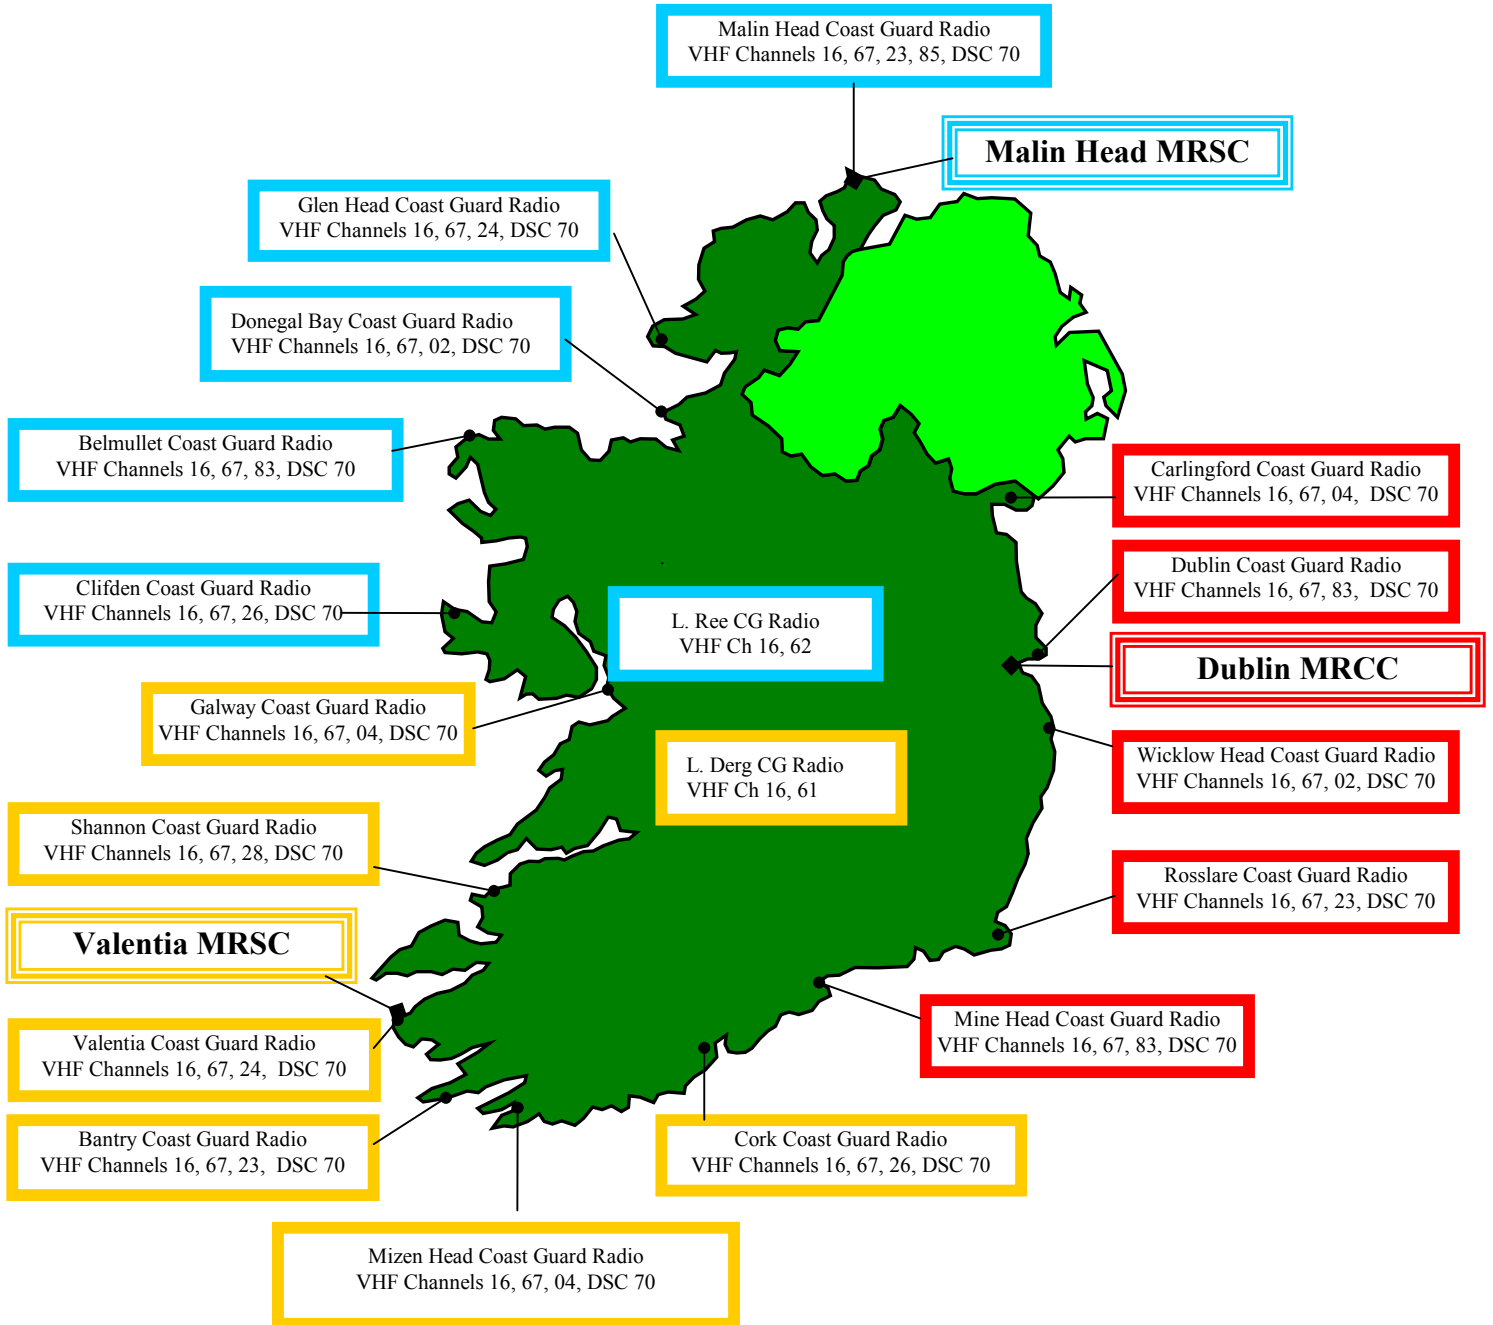 Malin Head Coast Guard Radio
VHF Channels 16, 67, 23, 85, DSC 70
Malin Head MRSC
Glen Head Coast Guard Radio
VHF Channels 16, 67, 24, DSC 70
Donegal Bay Coast Guard Radio
VHF Channels 16, 67, 02, DSC 70
Belmullet Coast Guard Radio
VHF Channels 16, 67, 83, DSC 70
Carlingford Coast Guard Radio
VHF Channels 16, 67, 04, DSC 70
Dublin Coast Guard Radio
VHF Channels 16, 67, 83, DSC 70
Clifden Coast Guard Radio
VHF Channels 16, 67, 26, DSC 70
L. Ree CG Radio
VHF Ch 16, 62
Dublin MRCC
Galway Coast Guard Radio
VHF Channels 16, 67, 04, DSC 70
L. Derg CG Radio
VHF Ch 16, 61
Wicklow Head Coast Guard Radio
VHF Channels 16, 67, 02, DSC 70
Shannon Coast Guard Radio
VHF Channels 16, 67, 28, DSC 70
Rosslare Coast Guard Radio
VHF Channels 16, 67, 23, DSC 70
Valentia MRSC
Mine Head Coast Guard Radio
VHF Channels 16, 67, 83, DSC 70
Valentia Coast Guard Radio
VHF Channels 16, 67, 24, DSC 70
Bantry Coast Guard Radio
VHF Channels 16, 67, 23, DSC 70
Cork Coast Guard Radio
VHF Channels 16, 67, 26, DSC 70
Mizen Head Coast Guard Radio
VHF Channels 16, 67, 04, DSC 70